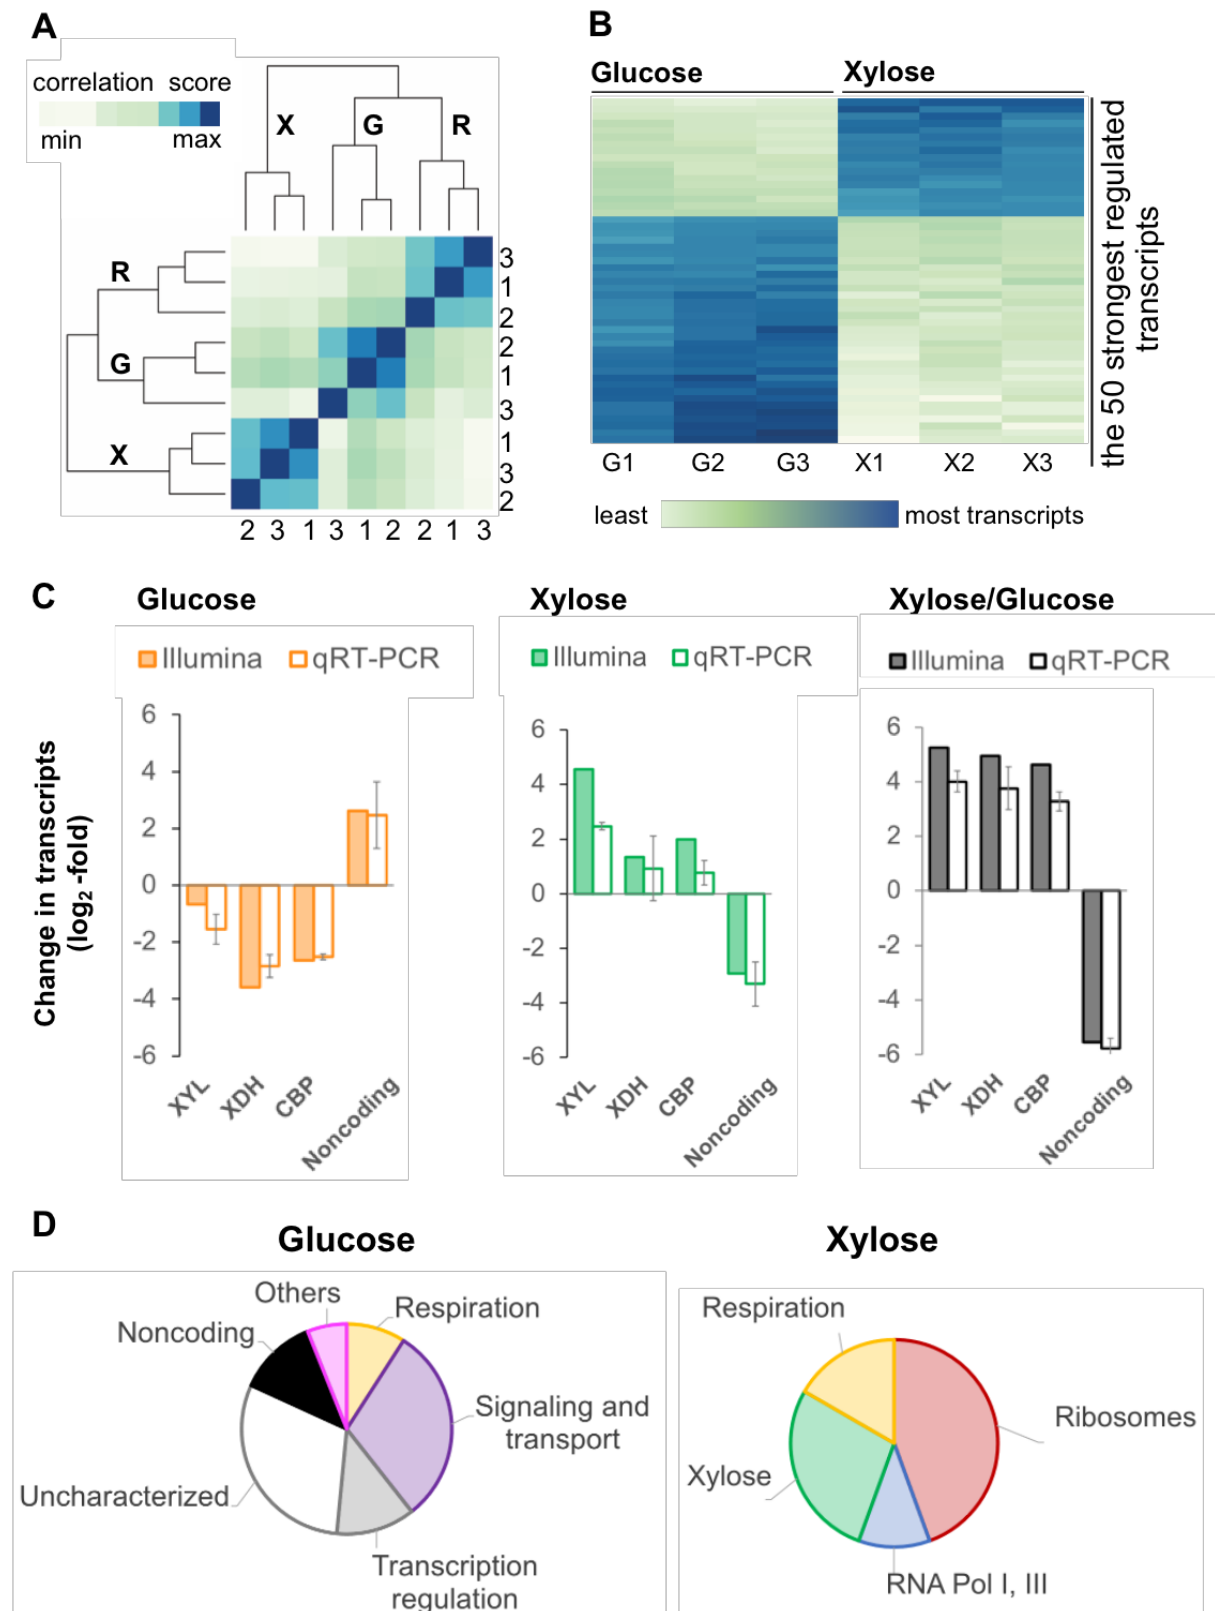 A
correlation score
min max
X G R
R
G
X
3
1
2
2
1
3
1
3
2
2 3 1 3 1 2 2 1 3
B
Glucose Xylose
the 50 strongest regulated
transcripts
G1 G2 G3 X1 X2 X3
least most transcripts
C
Glucose
Illumina qRT-PCR
Change in transcripts
(log2 -fold)
6
4
2
0
-2
-4
-6
XYL XDH CBP Noncoding
Xylose
Illumina qRT-PCR
6
4
2
0
-2
-4
-6
XYL XDH CBP Noncoding
Xylose/Glucose
Illumina qRT-PCR
6
4
2
0
-2
-4
-6
XYL XDH CBP Noncoding
D
Glucose
Others
Respiration
Noncoding
Signaling and
transport
Uncharacterized
Transcription
regulation
Xylose
Respiration
Ribosomes
Xylose
RNA Pol I, III